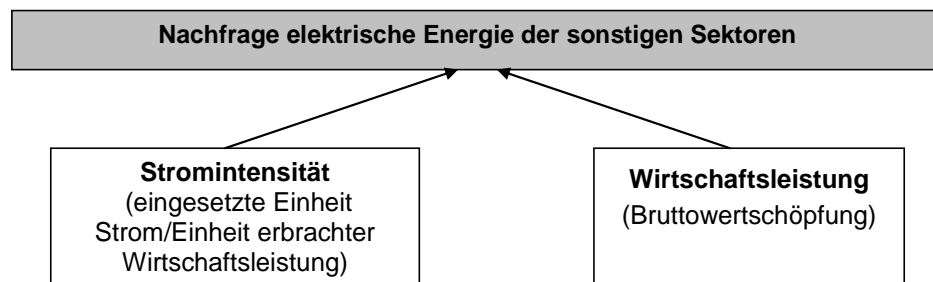 Nachfrage elektrische Energie der sonstigen Sektoren
Stromintensität
(eingesetzte Einheit
Strom/Einheit erbrachter
Wirtschaftsleistung)
Wirtschaftsleistung
(Bruttowertschöpfung)